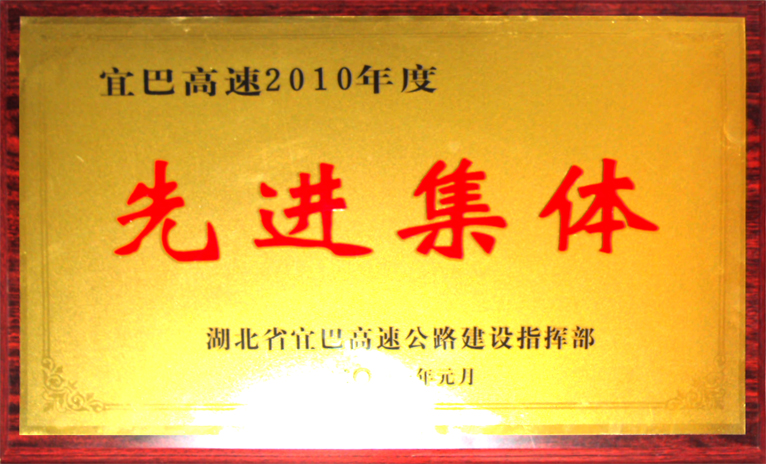 宜巴高速2010年度
先进集体
湖北省宜巴高速公路建设指挥部
年元月